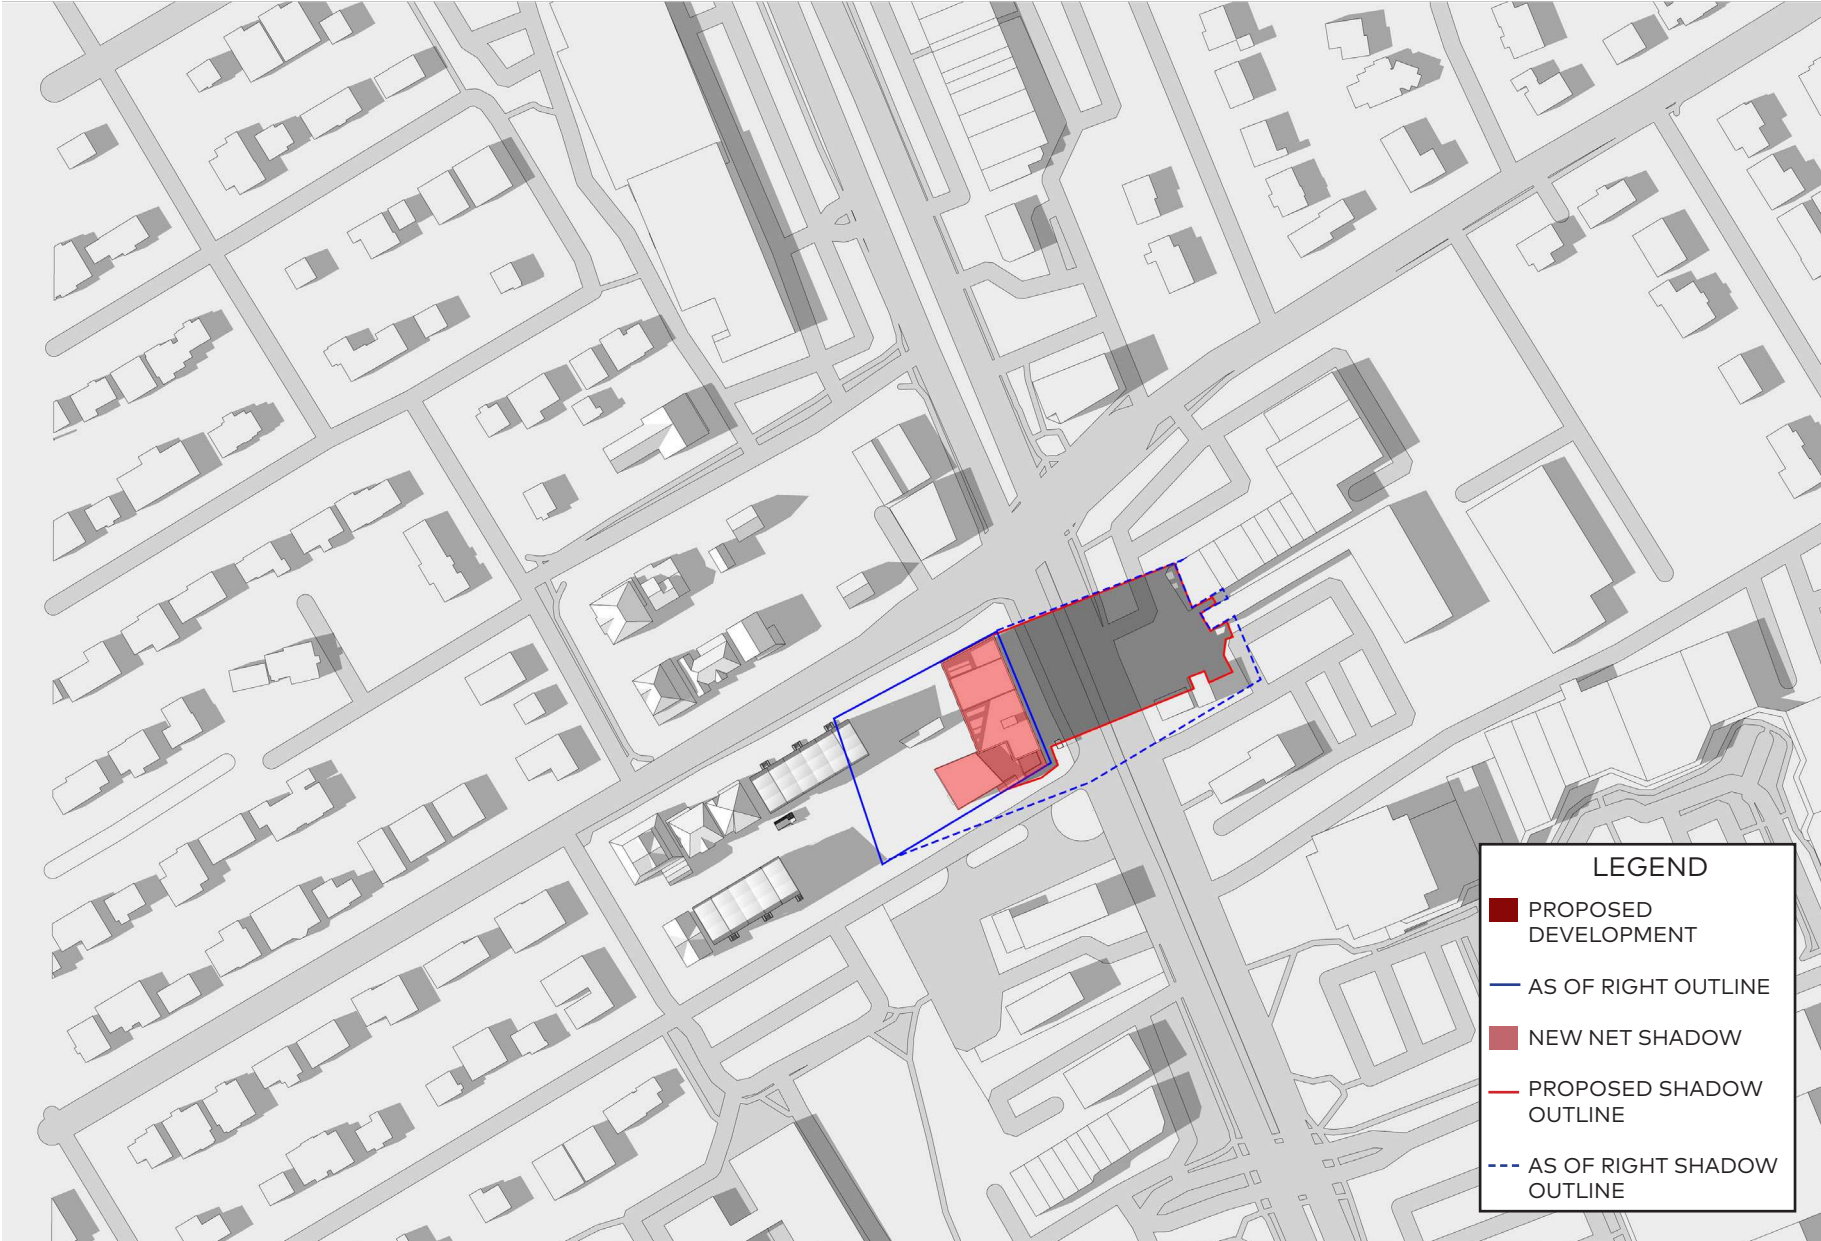 LEGEND
PROPOSED
DEVELOPMENT
AS OF RIGHT OUTLINE
NEW NET SHADOW
PROPOSED SHADOW
OUTLINE
AS OF RIGHT SHADOW
OUTLINE